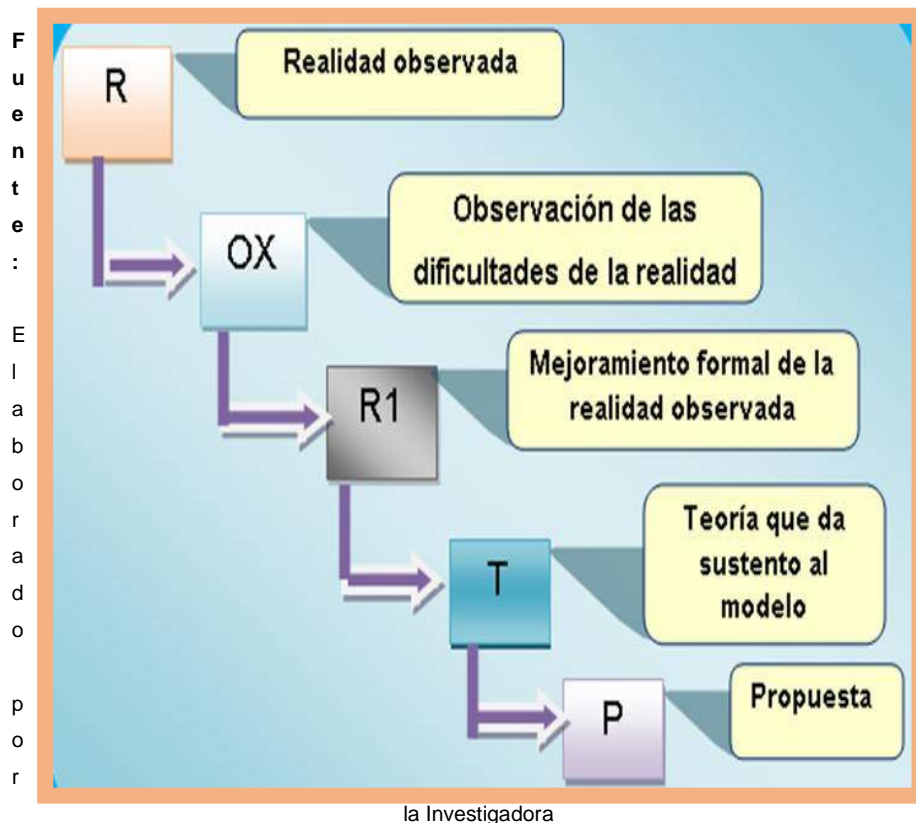 Fuente:
Elaborado por
la Investigadora
R
Realidad observada
OX
Observación de las
dificultades de la realidad
R1
Mejoramiento formal de la
realidad observada
T
Teoría que da
sustento al
modelo
P
Propuesta